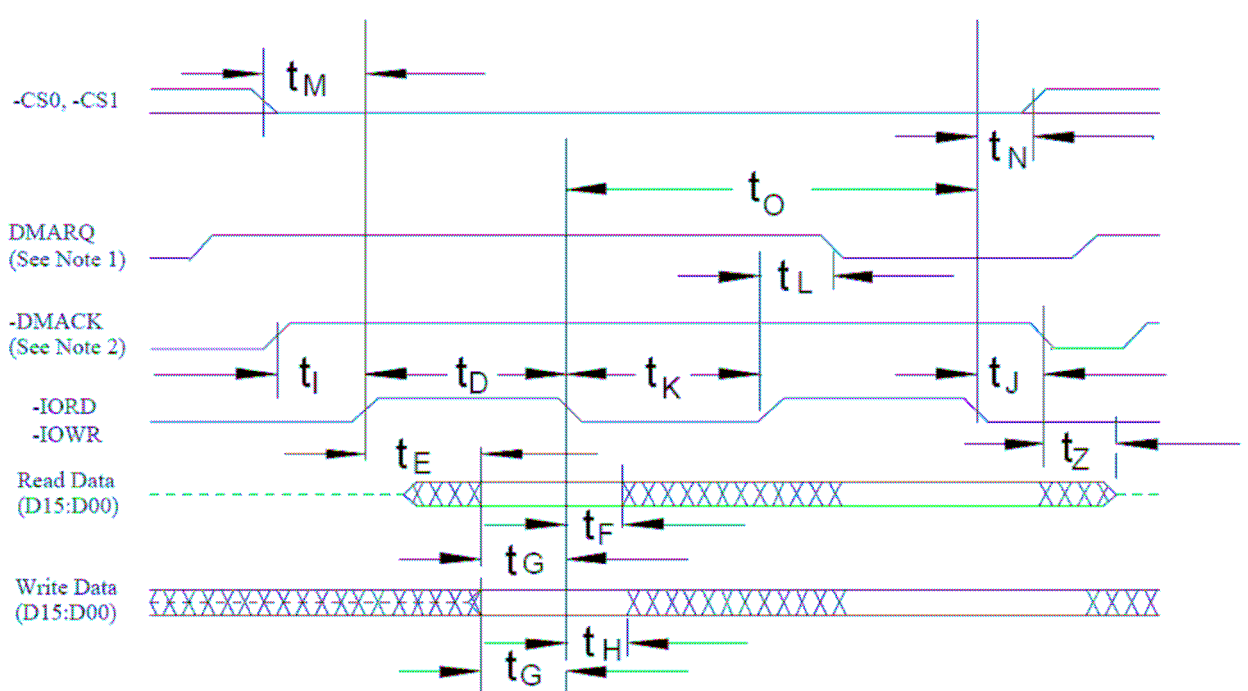 tM
-CS0, -CS1
tN
tO
DMARQ
(See Note 1)
tL
-DMACK
(See Note 2)
tI
tD
tK
tJ
-IORD
-IOWR
tE
tZ
Read Data
(D15:D00)
tF
tG
Write Data
(D15:D00)
tH
tG